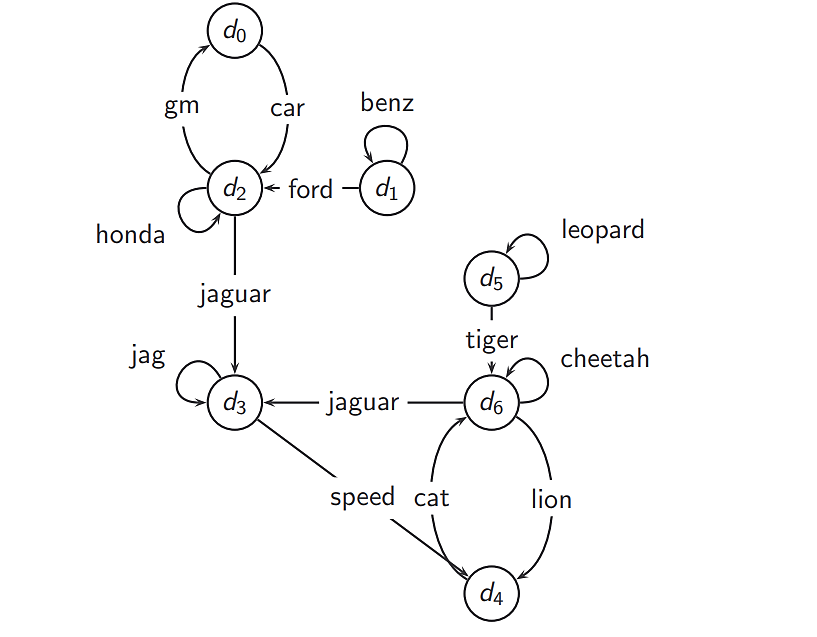 d0
gm
car
benz
d2
ford
d1
honda
leopard
d5
jaguar
tiger
jag
cheetah
d3
jaguar
d6
speed
cat
lion
d4